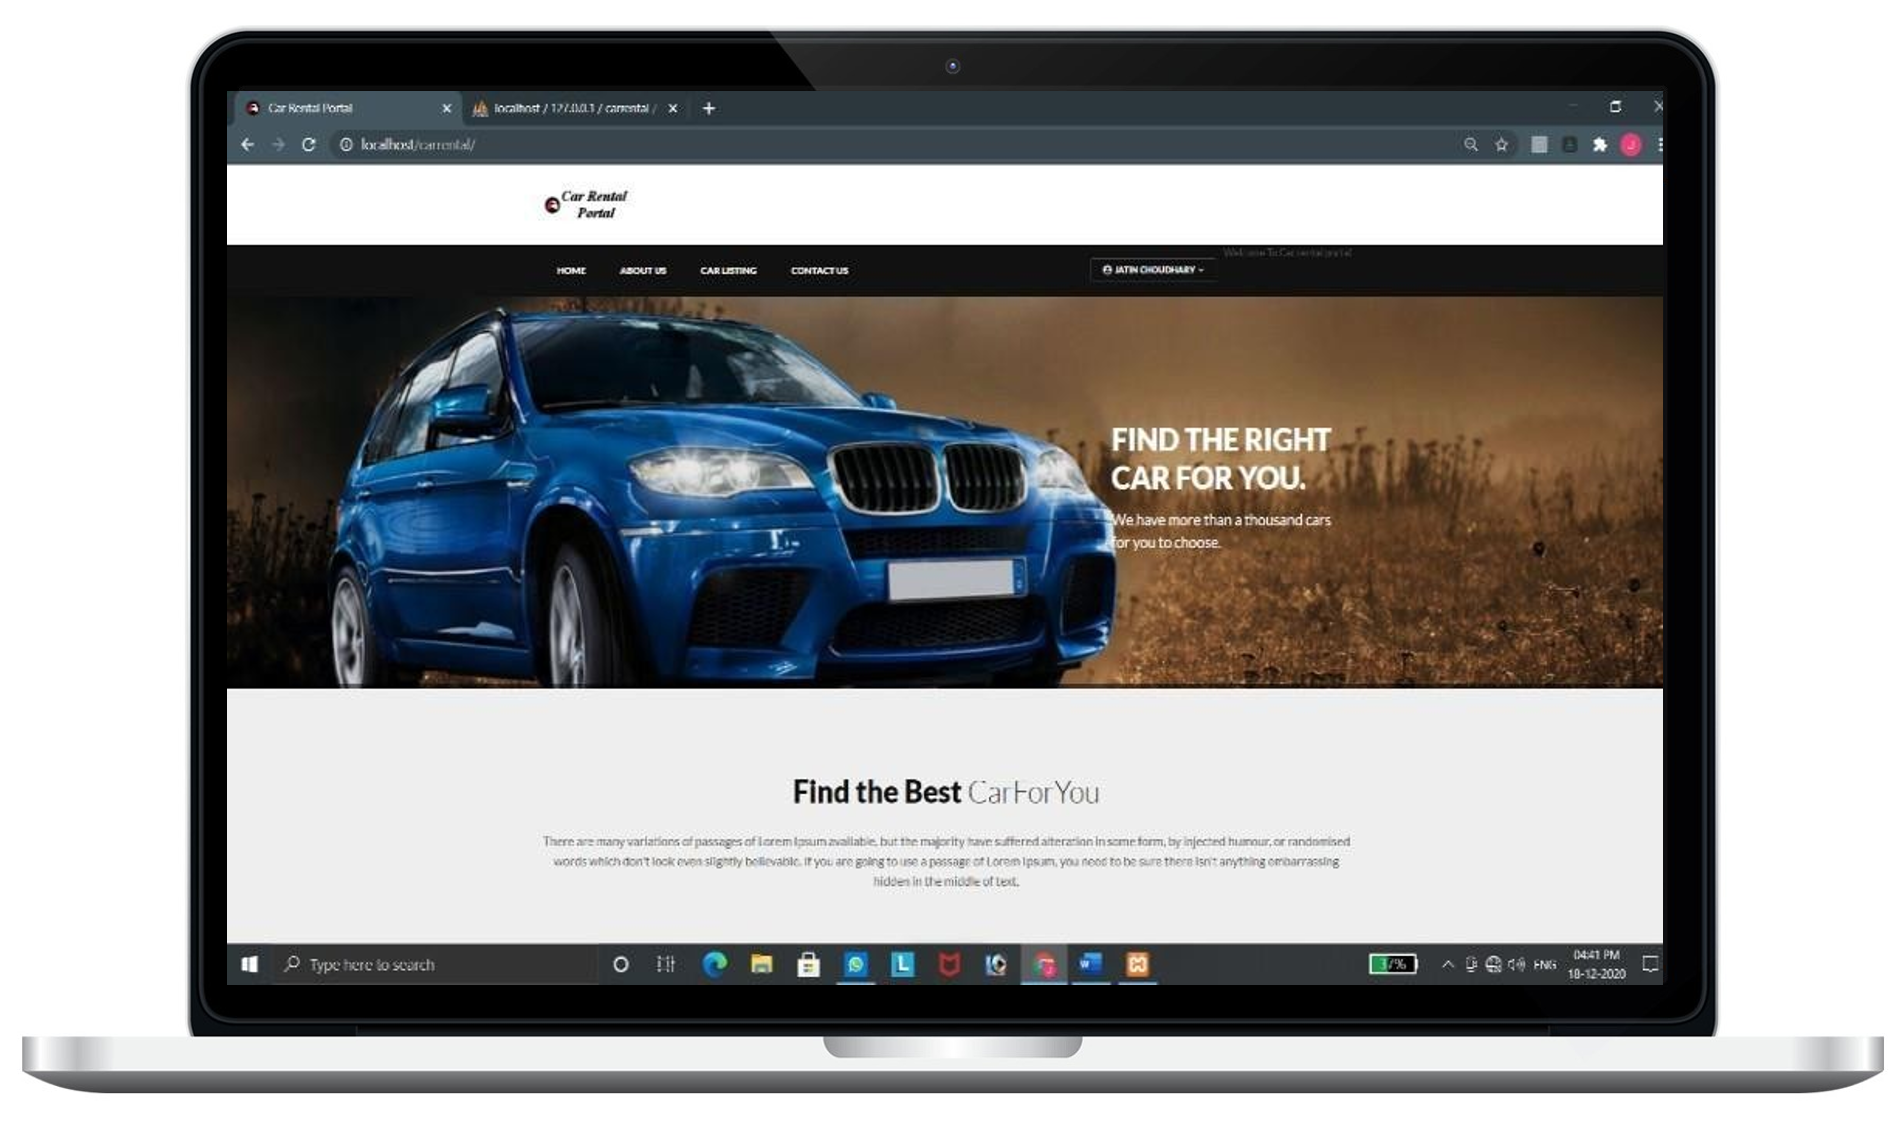 Car Rental Portal
localhost / 127.0.0.1 / carrental /
localhost/carrental/
Car Rental
Portal
Welcome To Car rental portal
HOME
ABOUT US
CAR LISTING
CONTACT US
JATIN CHOUDHARY
FIND THE RIGHT
CAR FOR YOU.
We have more than a thousand cars
for you to choose.
Find the Best CarForYou
There are many variations of passages of Lorem Ipsum available, but the majority have suffered alteration in some form, by injected humour, or randomised
words which don't look even slightly believable. If you are going to use a passage of Lorem Ipsum, you need to be sure there isn't anything embarrassing
hidden in the middle of text.
Type here to search
37%
ENG
04:41 PM
18-12-2020